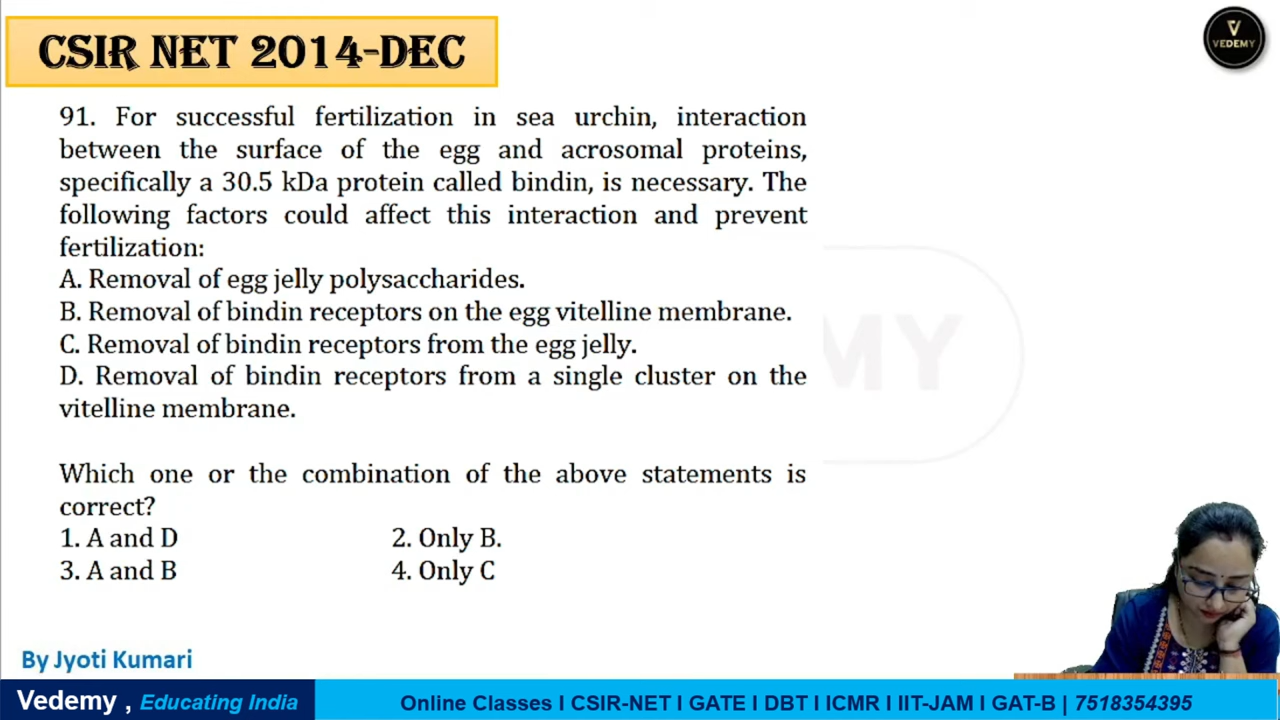 CSIR NET 2014-DEC
V
VEDEMY
91. For successful fertilization in sea urchin, interaction
between the surface of the egg and acrosomal proteins,
specifically a 30.5 kDa protein called bindin, is necessary. The
following factors could affect this interaction and prevent
fertilization:
A. Removal of egg jelly polysaccharides.
B. Removal of bindin receptors on the egg vitelline membrane.
C. Removal of bindin receptors from the egg jelly.
D. Removal of bindin receptors from a single cluster on the
vitelline membrane.
MY
Which one or the combination of the above statements is
correct?
1. A and D 2. Only B.
3. A and B 4. Only C
By Jyoti Kumari
Vedemy , Educating India
Online Classes I CSIR-NET I GATE I DBT I ICMR I IIT-JAM I GAT-B | 7518354395